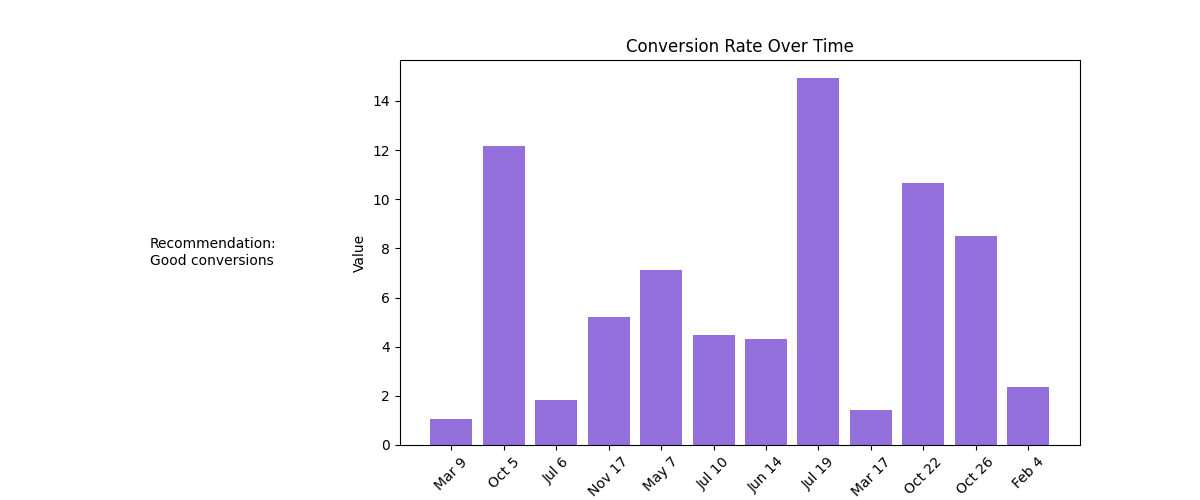 Conversion Rate Over Time
Recommendation:
Good conversions
Value
14
12
10
8
6
4
2
0
Mar 9
Oct 5
Jul 6
Nov 17
May 7
Jul 10
Jun 14
Jul 19
Mar 17
Oct 22
Oct 26
Feb 4